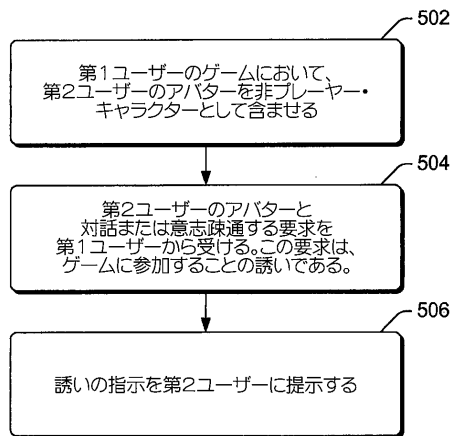 502
第1ユーザーのゲームにおいて、
第2ユーザーのアバターを非プレーヤー・
キャラクターとして含ませる
504
第2ユーザーのアバターと
対話または意志疎通する要求を
第1ユーザーから受ける。この要求は、
ゲームに参加することの誘いである。
506
誘いの指示を第2ユーザーに提示する